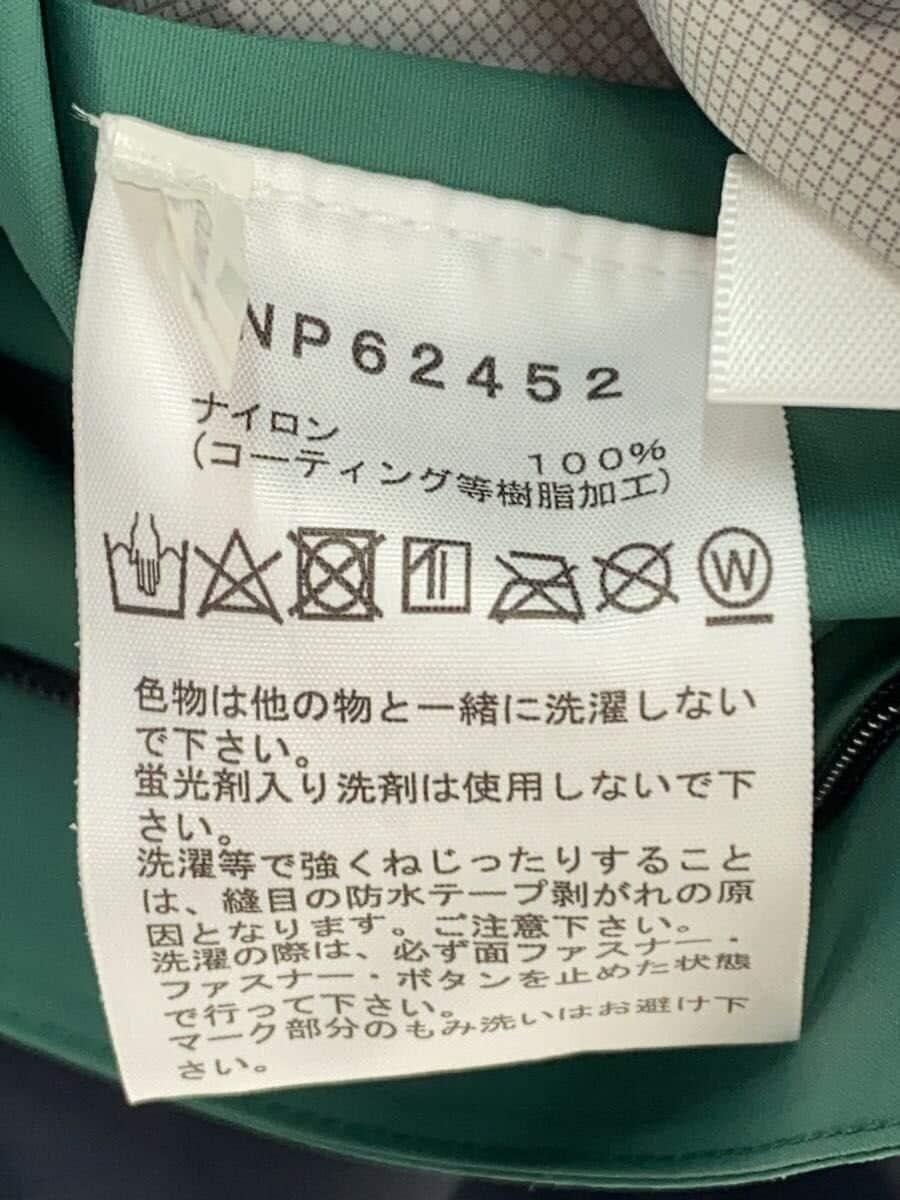 NP62452
ナイロン
100%
(コーティング等樹脂加工)
W
色物は他の物と一緒に洗濯しない
で下さい。
蛍光剤入り洗剤は使用しないで下
さい。
洗濯等で強くねじったりすること
は、縫目の防水テープ剥がれの原
因となります。ご注意下さい。
洗濯の際は、必ず面ファスナー・
ファスナー・ボタンを止めた状態
で行って下さい。
マーク部分のもみ洗いはお避け下
さい。